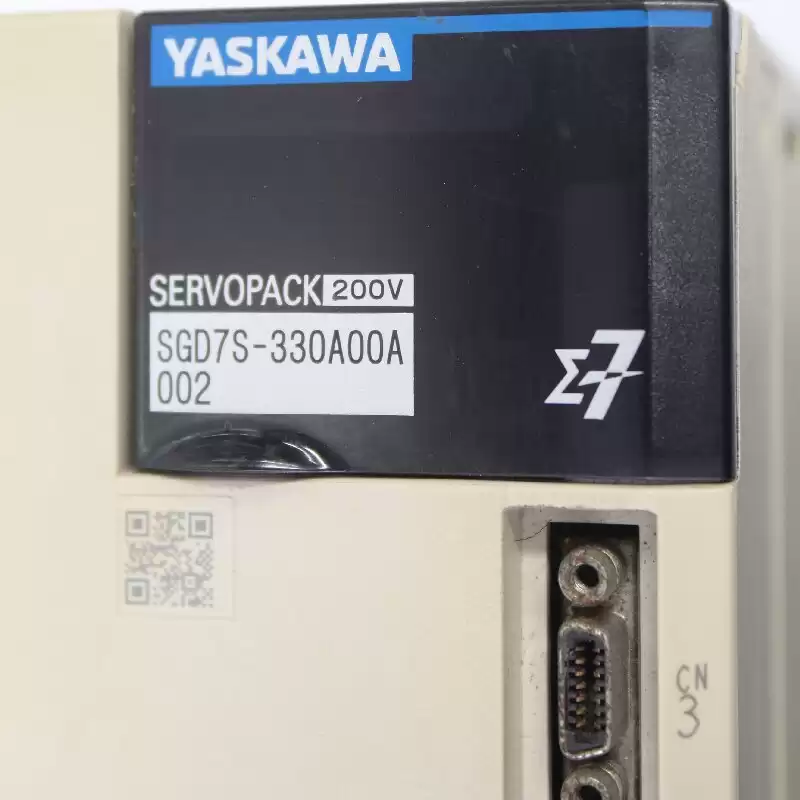 YASKAWA
SERVOPACK 200V
SGD7S-330A00A
002
Σ7
CN
3